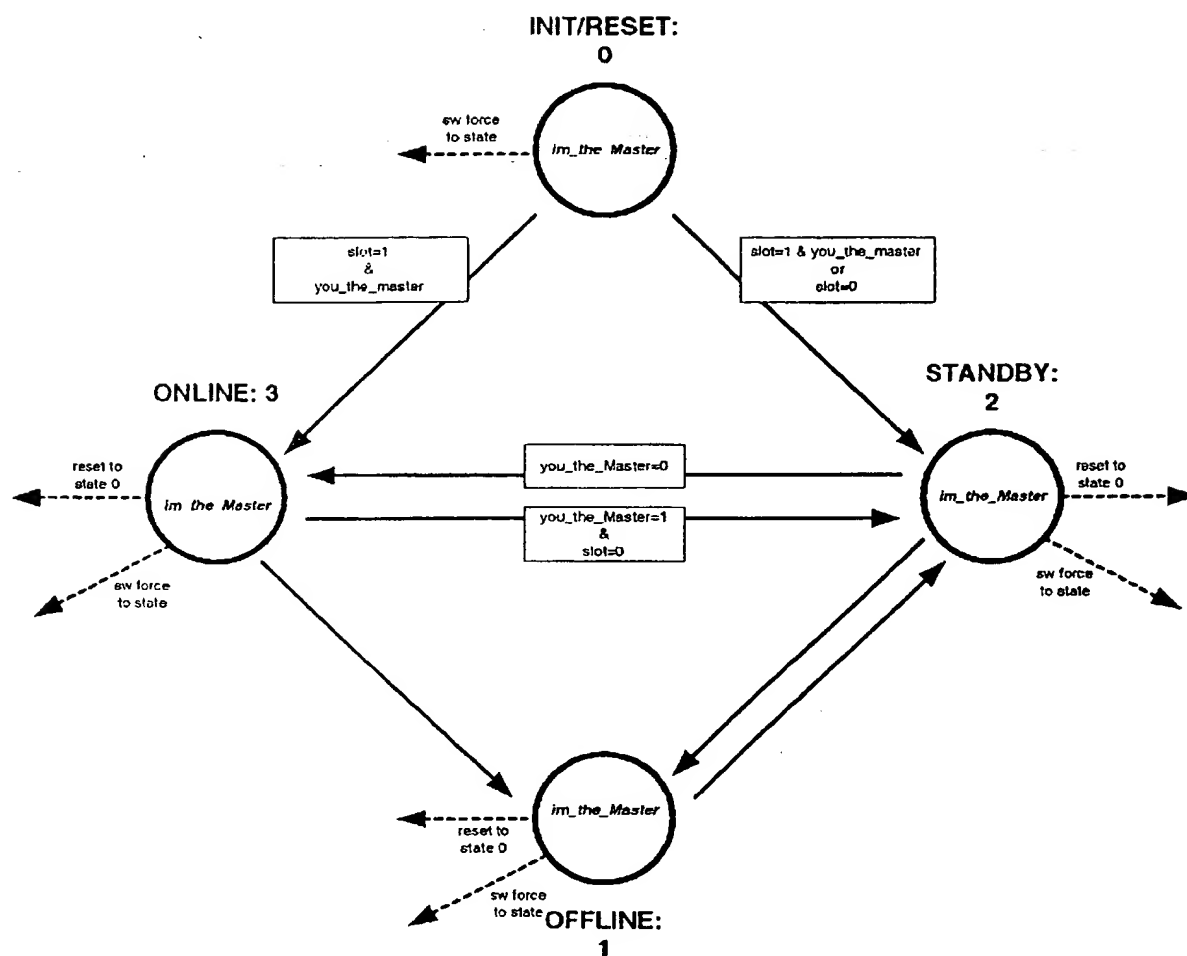 INIT/RESET:
0
sw force
to state
im_the Master
slot=1
&
you_the_master
slot=1 & you_the_master
or
slot=0
ONLINE: 3
STANDBY:
2
reset to
state 0
im the Master
you_the_Master=0
im_the_Master
reset to
state 0
you_the_Master=1
&
slot=0
sw force
to state
sw force
to state
im_the_Master
reset to
state 0
sw force
to state
OFFLINE:
1